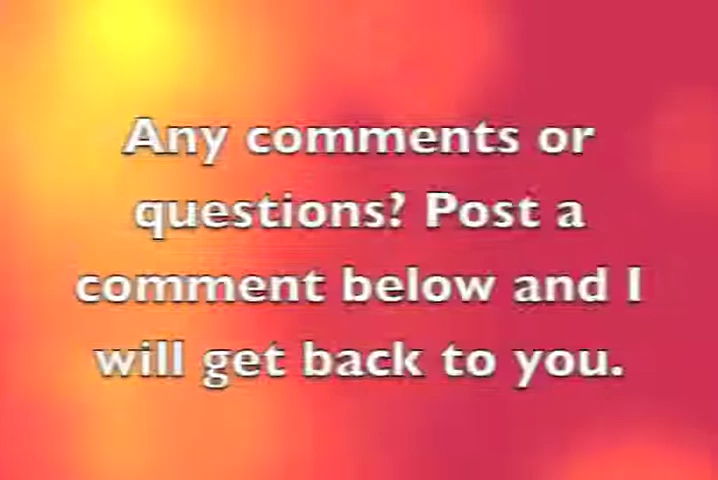 Any comments or
questions? Post a
comment below and I
will get back to you.